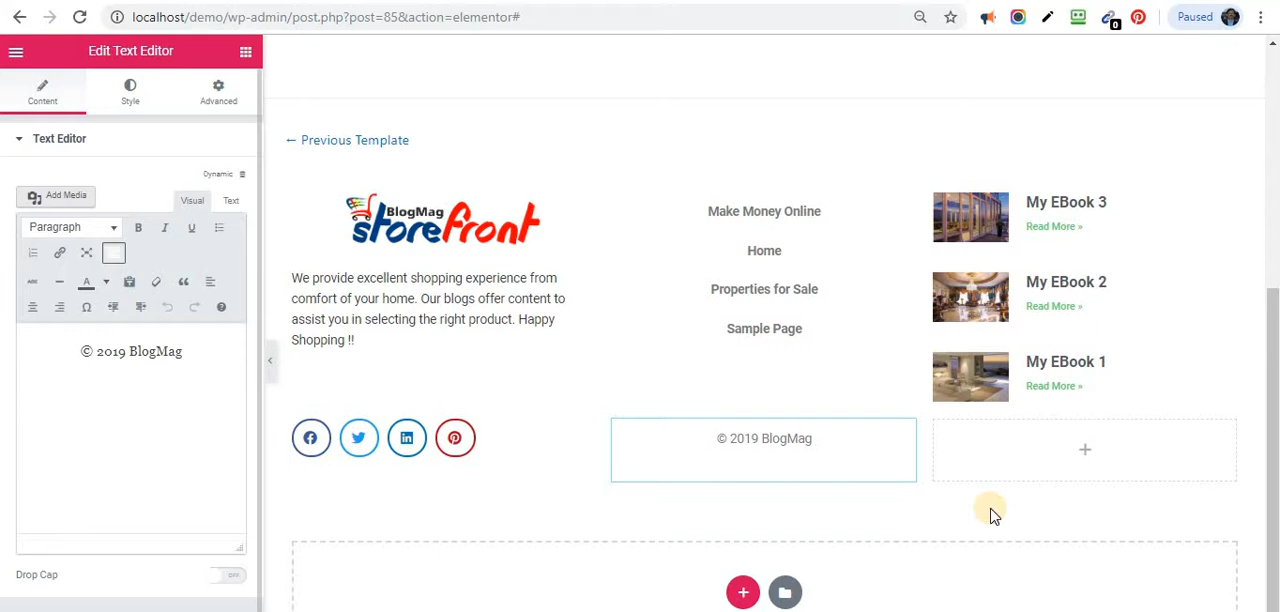 localhost/demo/wp-admin/post.php?post=85&action=elementor#
0
Paused
Edit Text Editor
Content
Style
Advanced
Text Editor
Dynamic
Add Media
Visual
Text
Paragraph
B
I
U
ABC
A
Ω
?
© 2019 BlogMag
Drop Cap
OFF
← Previous Template
BlogMag
storefront
We provide excellent shopping experience from
comfort of your home. Our blogs offer content to
assist you in selecting the right product. Happy
Shopping !!
Make Money Online
Home
Properties for Sale
Sample Page
My EBook 3
Read More »
My EBook 2
Read More »
My EBook 1
Read More »
© 2019 BlogMag